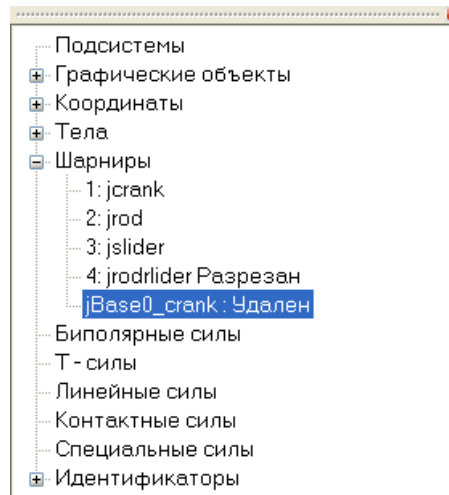 Подсистемы
Графические объекты
Координаты
Тела
Шарниры
1: jcrank
2: jrod
3: jslider
4: jrodrlider Разрезан
jBase0_crank : Удален
Биполярные силы
Т - силы
Линейные силы
Контактные силы
Специальные силы
Идентификаторы